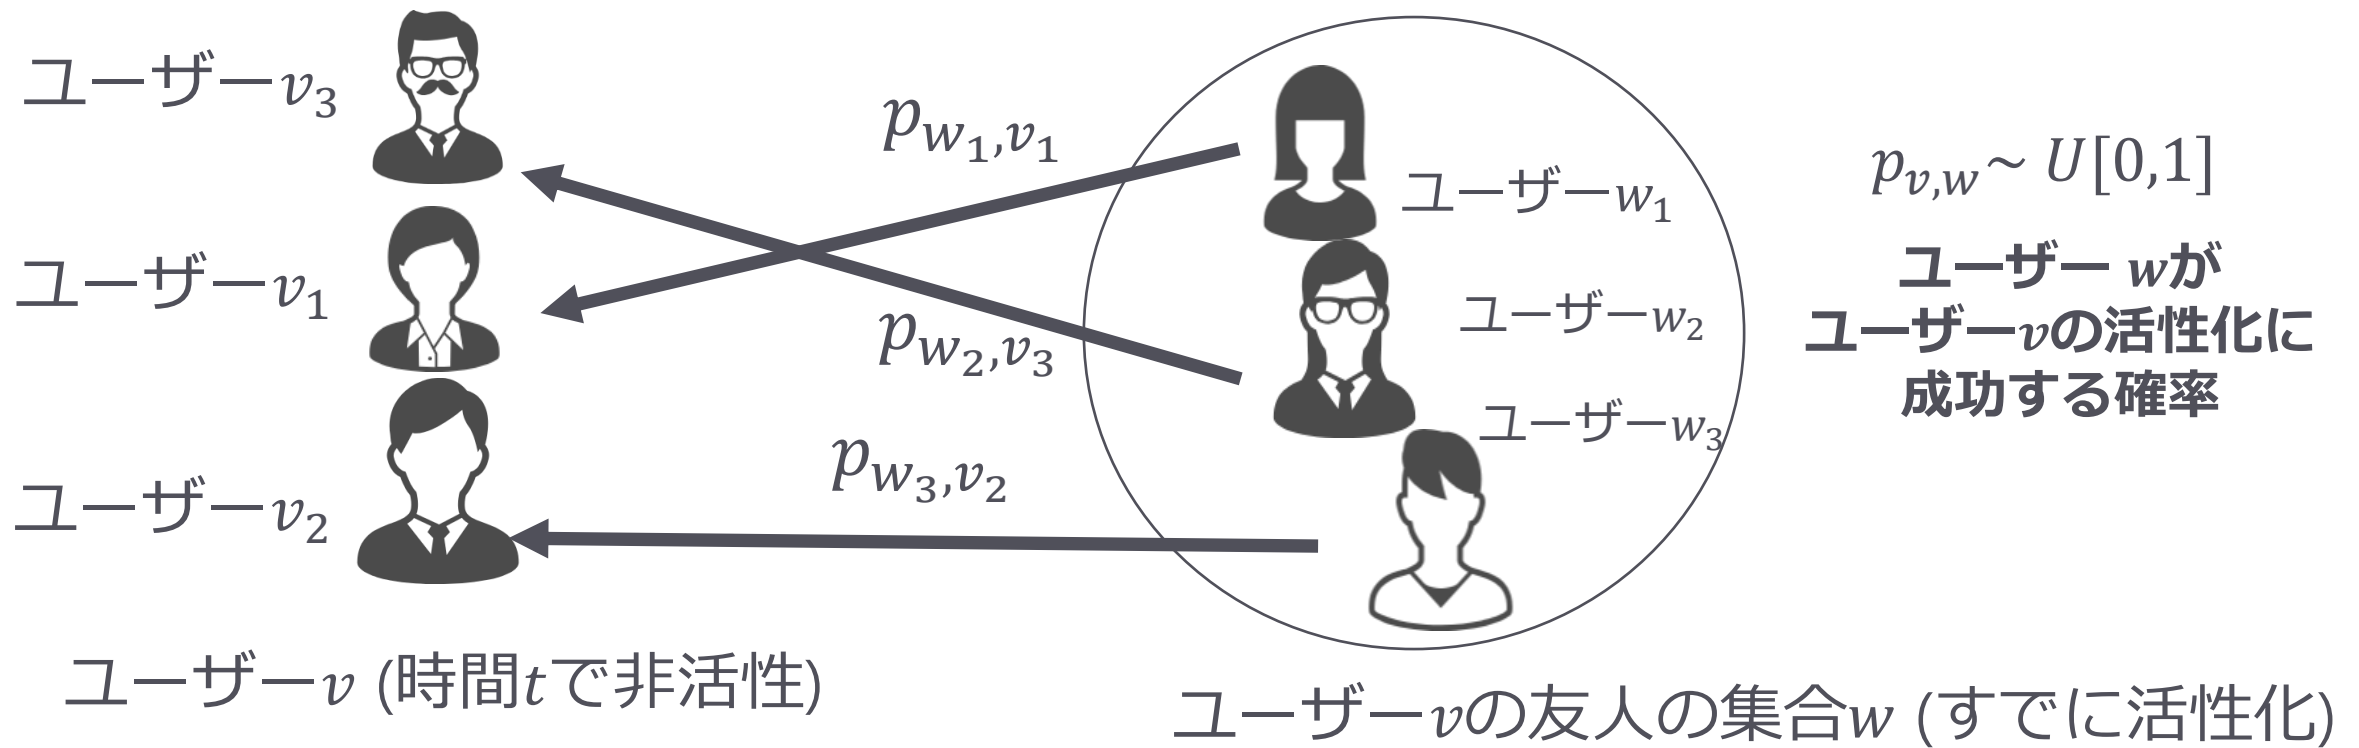 ユーザー𝑣₃
ユーザー𝑣₁
ユーザー𝑣₂
ユーザー𝑣 (時間𝑡で非活性)
𝑝_{𝑤₁,𝑣₁}
𝑝_{𝑤₂,𝑣₃}
𝑝_{𝑤₃,𝑣₂}
ユーザー𝑤₁
ユーザー𝑤₂
ユーザー𝑤₃
ユーザー𝑣の友人の集合𝑤 (すでに活性化)
𝑝_{𝑣,𝑤}~ 𝑈[0,1]
ユーザー 𝒘が
ユーザー𝒗の活性化に
成功する確率